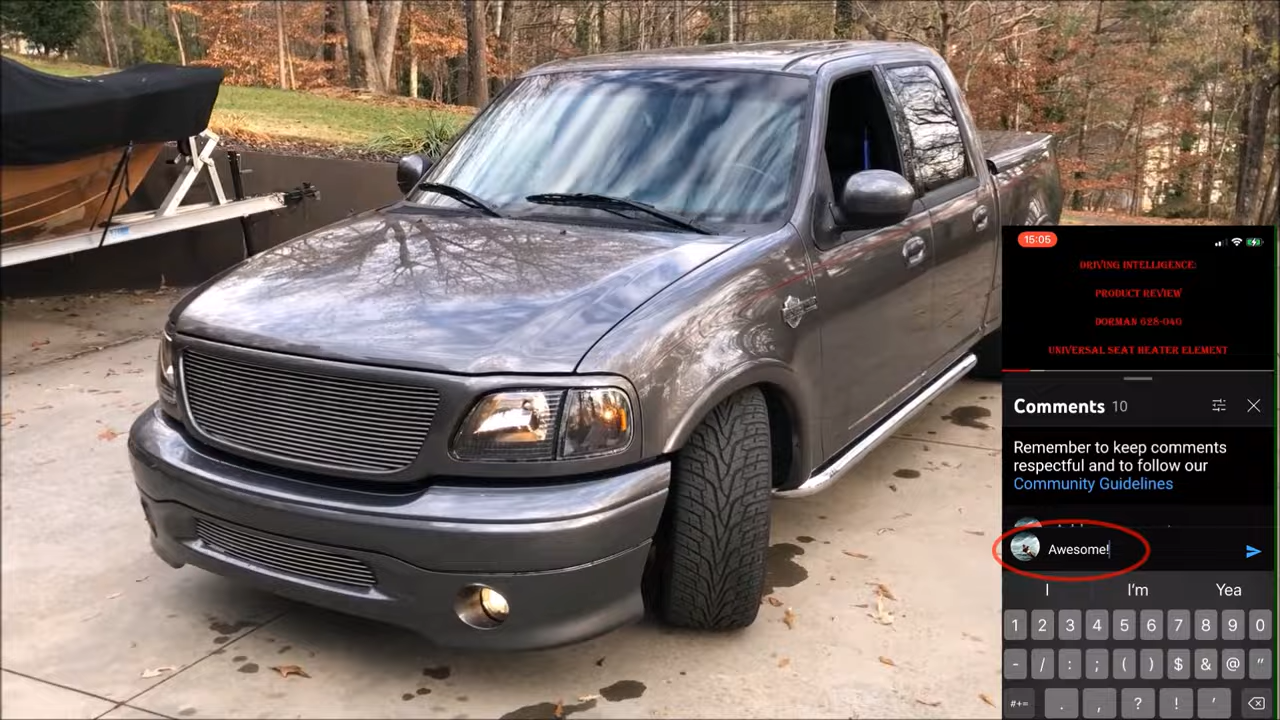 15:05
DRIVING INTELLIGENCE:
PRODUCT REVIEW
DORMAN 628-040
UNIVERSAL SEAT HEATER ELEMENT
Comments 10
Remember to keep comments
respectful and to follow our
Community Guidelines
Awesome!
I I'm Yea
1 2 3 4 5 6 7 8 9 0
- / : ; ( ) $ & @ "
#+= . , ? ! '